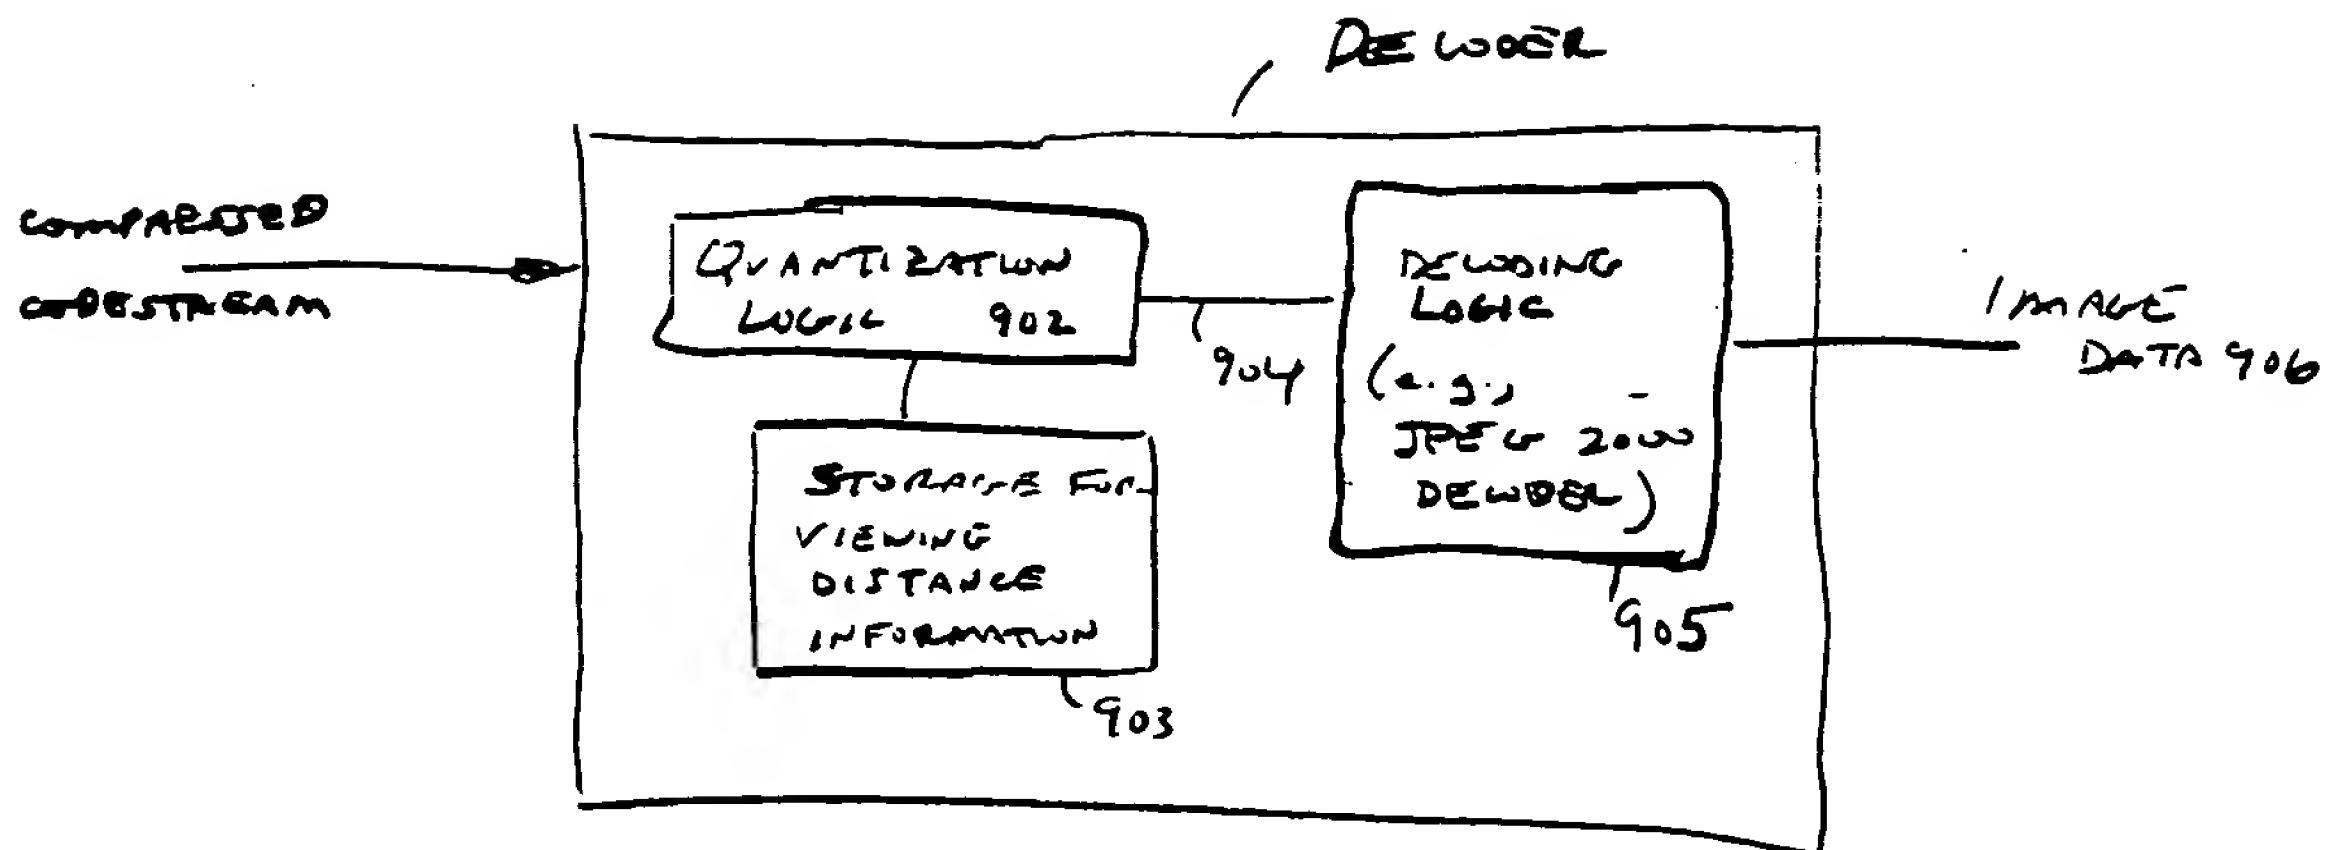 DECODER
COMPRESSED
CODESTREAM
QUANTIZATION
LOGIC 902
904
STORAGE FOR
VIEWING
DISTANCE
INFORMATION
903
DECODING
LOGIC
(e.g.,
JPEG 2000
DECODER)
905
IMAGE
DATA 906